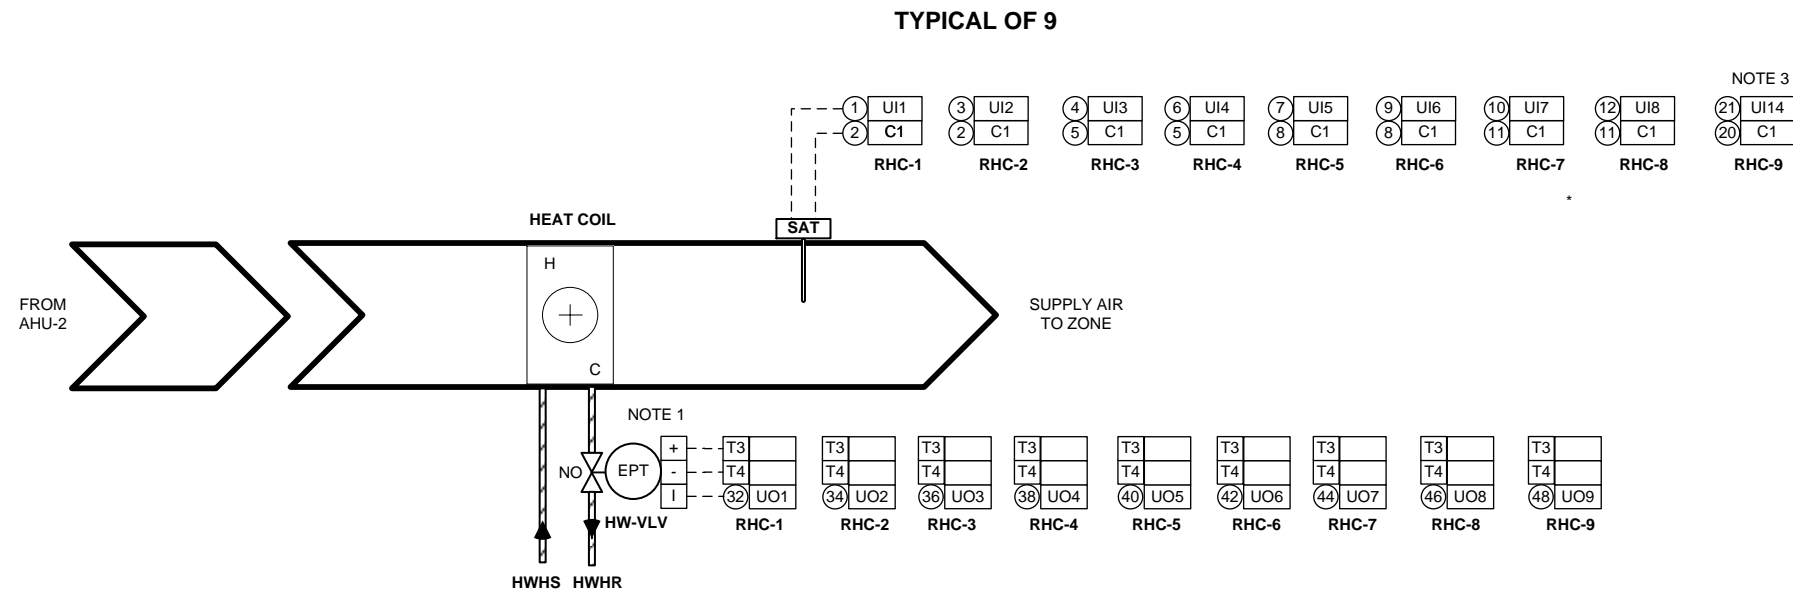 TYPICAL OF 9
NOTE 3
1 UI1 3 UI2 4 UI3 6 UI4 7 UI5 9 UI6 10 UI7 12 UI8 21 UI14
2 C1 2 C1 5 C1 5 C1 8 C1 8 C1 11 C1 11 C1 20 C1
RHC-1 RHC-2 RHC-3 RHC-4 RHC-5 RHC-6 RHC-7 RHC-8 RHC-9
*
HEAT COIL
SAT
H
FROM
AHU-2
SUPPLY AIR
TO ZONE
C
NOTE 1
+ T3 T3 T3 T3 T3 T3 T3 T3 T3
NO EPT - T4 T4 T4 T4 T4 T4 T4 T4 T4
I 32 UO1 34 UO2 36 UO3 38 UO4 40 UO5 42 UO6 44 UO7 46 UO8 48 UO9
HW-VLV RHC-1 RHC-2 RHC-3 RHC-4 RHC-5 RHC-6 RHC-7 RHC-8 RHC-9
HWHS HWHR